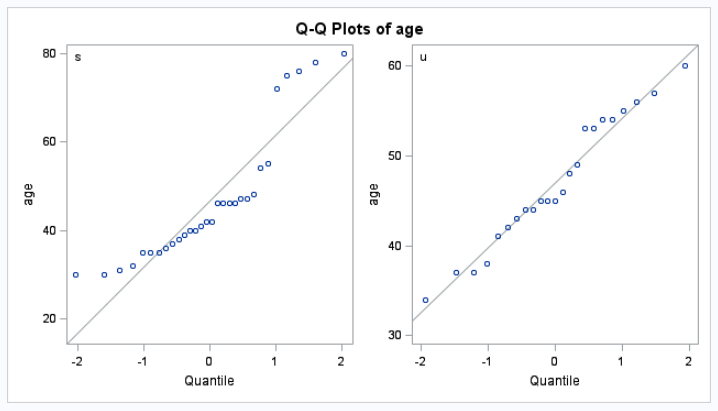 Q-Q Plots of age
s
80
60
40
20
age
-2 -1 0 1 2
Quantile
u
60
50
40
30
age
-2 -1 0 1 2
Quantile